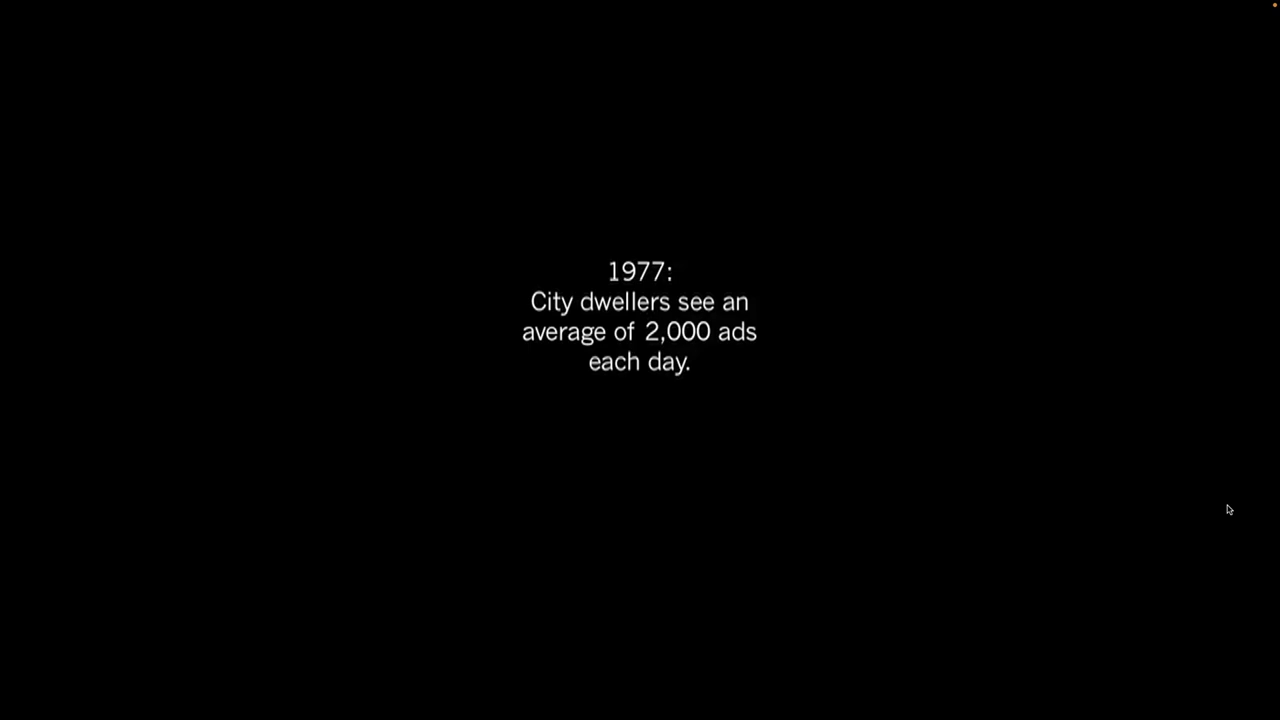 1977:
City dwellers see an
average of 2,000 ads
each day.